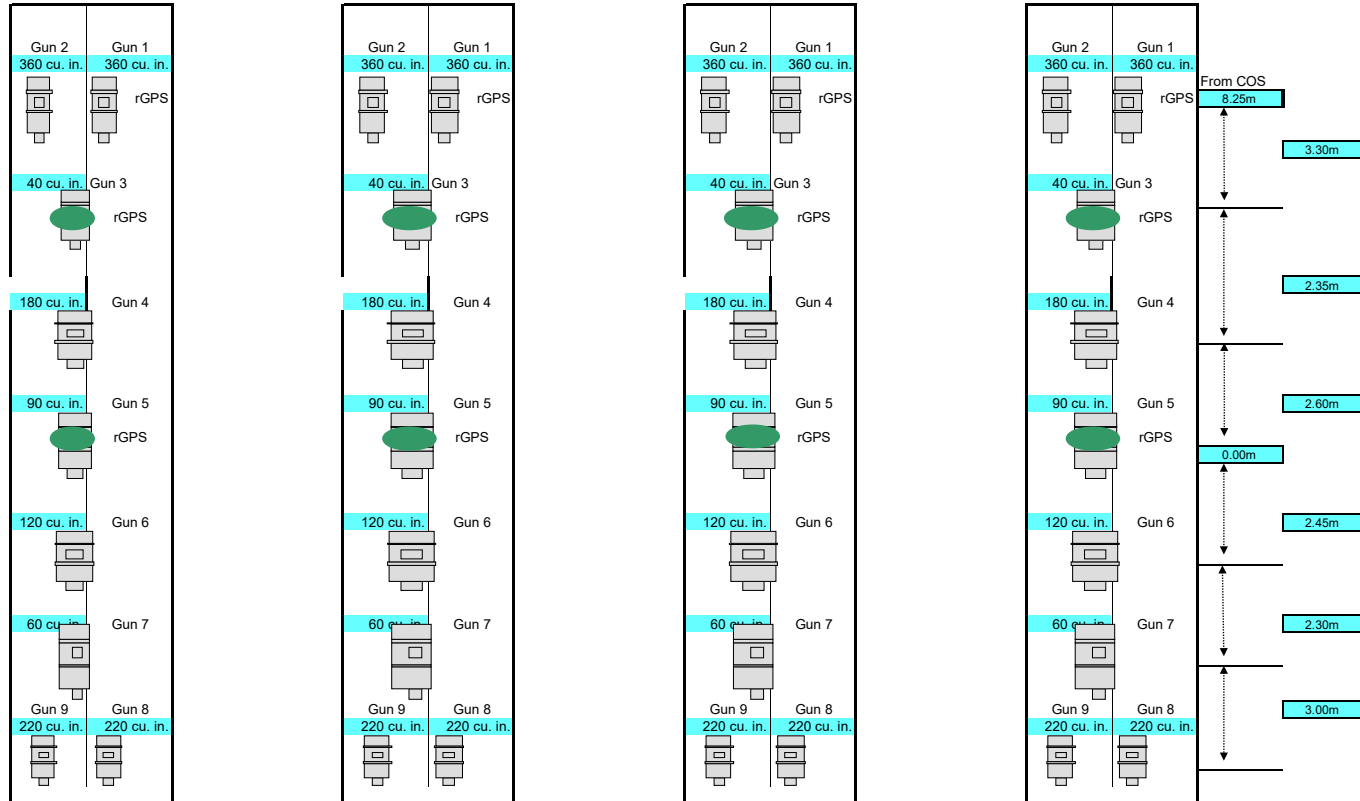 Gun 2 Gun 1 Gun 2 Gun 1 Gun 2 Gun 1 Gun 2 Gun 1
360 cu. in. 360 cu. in. 360 cu. in. 360 cu. in. 360 cu. in. 360 cu. in. 360 cu. in. 360 cu. in.
From COS
rGPS rGPS rGPS rGPS 8.25m
3.30m
40 cu. in. Gun 3 40 cu. in. Gun 3 40 cu. in. Gun 3 40 cu. in. Gun 3
rGPS rGPS rGPS rGPS
2.35m
180 cu. in. Gun 4 180 cu. in. Gun 4 180 cu. in. Gun 4 180 cu. in. Gun 4
90 cu. in. Gun 5 90 cu. in. Gun 5 90 cu. in. Gun 5 90 cu. in. Gun 5 2.60m
rGPS rGPS rGPS rGPS
0.00m
120 cu. in. Gun 6 120 cu. in. Gun 6 120 cu. in. Gun 6 120 cu. in. Gun 6 2.45m
60 cu. in. Gun 7 60 cu. in. Gun 7 60 cu. in. Gun 7 60 cu. in. Gun 7 2.30m
Gun 9 Gun 8 Gun 9 Gun 8 Gun 9 Gun 8 Gun 9 Gun 8 3.00m
220 cu. in. 220 cu. in. 220 cu. in. 220 cu. in. 220 cu. in. 220 cu. in. 220 cu. in. 220 cu. in.